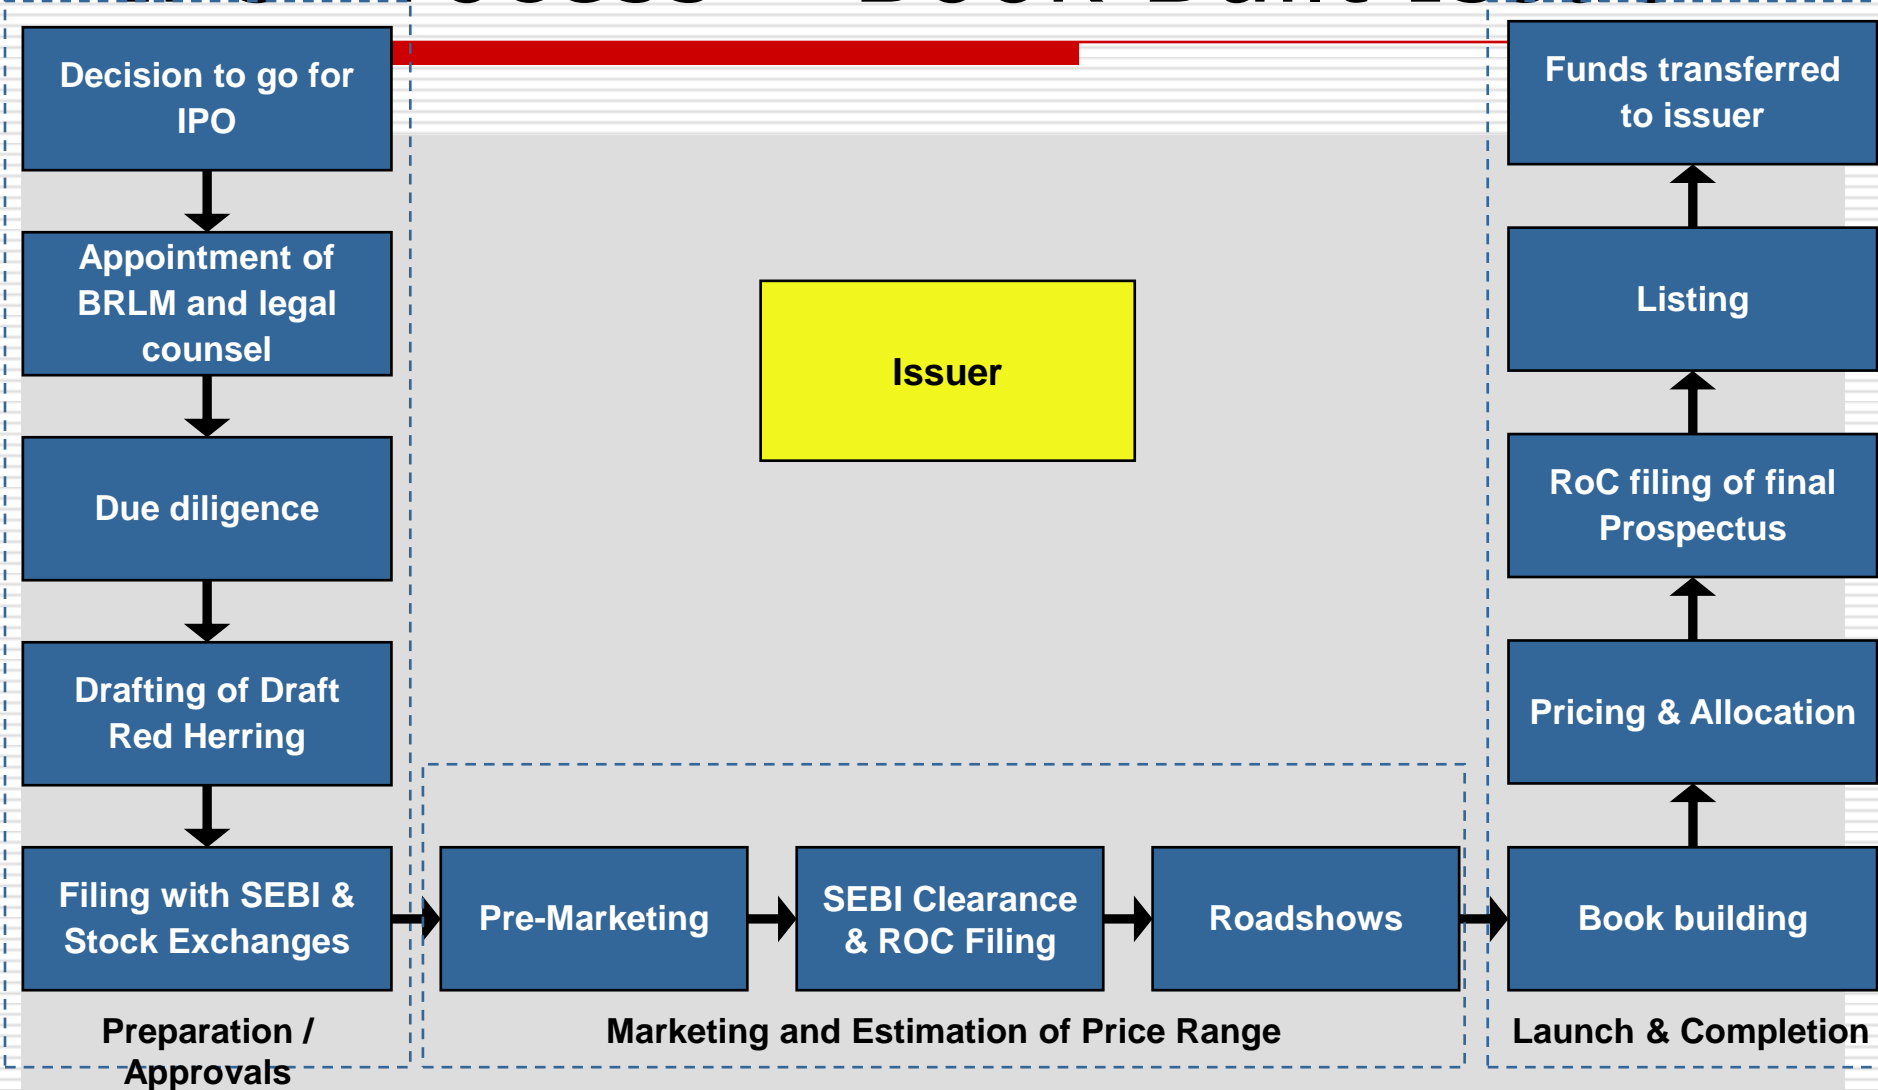 Decision to go for
IPO
Appointment of
BRLM and legal
counsel
Due diligence
Drafting of Draft
Red Herring
Filing with SEBI &
Stock Exchanges
Preparation /
Approvals
Issuer
Pre-Marketing
SEBI Clearance
& ROC Filing
Roadshows
Marketing and Estimation of Price Range
Funds transferred
to issuer
Listing
RoC filing of final
Prospectus
Pricing & Allocation
Book building
Launch & Completion